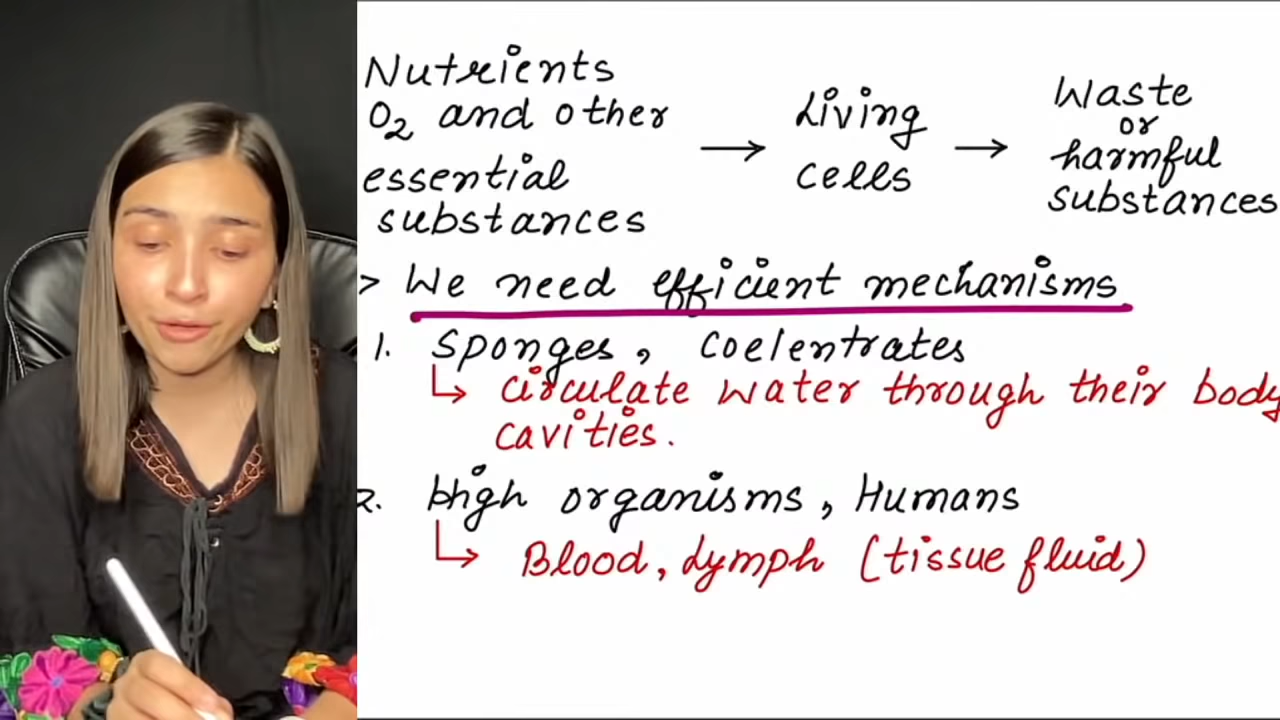 Nutrients
O2 and other
essential
substances
→ Living
cells →
Waste
or
harmful
substances
> We need efficient mechanisms
1. Sponges, Coelentrates
↳ circulate water through their body
cavities.
2. High organisms, Humans
↳ Blood, Lymph (tissue fluid)